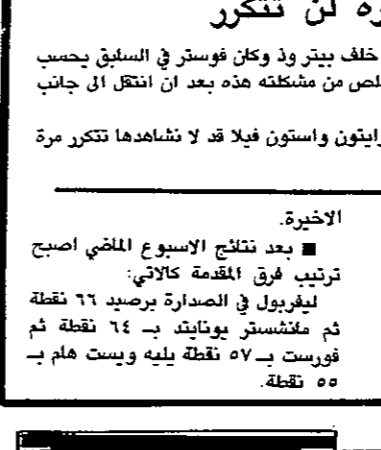 ره لن تتكرر
خلف بيتر وذ وكان فوستر في السابق يحسب
لص من مشكلته هذه بعد ان انتقل الى جانب
رايتون واستون فيلا قد لا نشاهدها تتكرر مرة
الاخيرة.
■ بعد نتائج الاسبوع الماضي اصبح
ترتيب فرق المقدمة كالاتي:
ليفربول في الصدارة برصيد ٦٦ نقطة
ثم مانشستر يونايتد بـ ٦٤ نقطة ثم
فورست بـ ٥٧ نقطة يليه ويست هام بـ
٥٥ نقطة.